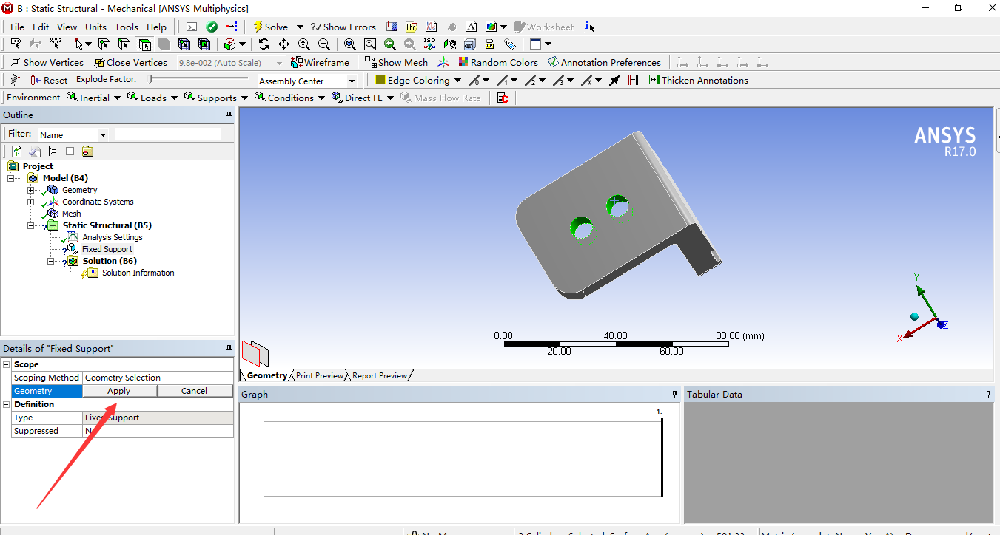 B : Static Structural - Mechanical [ANSYS Multiphysics]
File Edit View Units Tools Help Solve ?/ Show Errors Worksheet
Show Vertices Close Vertices 9.8e-002 (Auto Scale) Wireframe Show Mesh Random Colors Annotation Preferences
Reset Explode Factor: Assembly Center Edge Coloring Thicken Annotations
Environment Inertial Loads Supports Conditions Direct FE Mass Flow Rate
Outline
Filter: Name
Project
Model (B4)
Geometry
Coordinate Systems
Mesh
Static Structural (B5)
Analysis Settings
Fixed Support
Solution (B6)
Solution Information
ANSYS
R17.0
Y
X
Z
0.00 40.00 80.00 (mm)
20.00 60.00
Geometry Print Preview Report Preview
Details of "Fixed Support"
Scope
Scoping Method Geometry Selection
Geometry Apply Cancel
Definition
Type Fixed Support
Suppressed
Graph
1.
Tabular Data